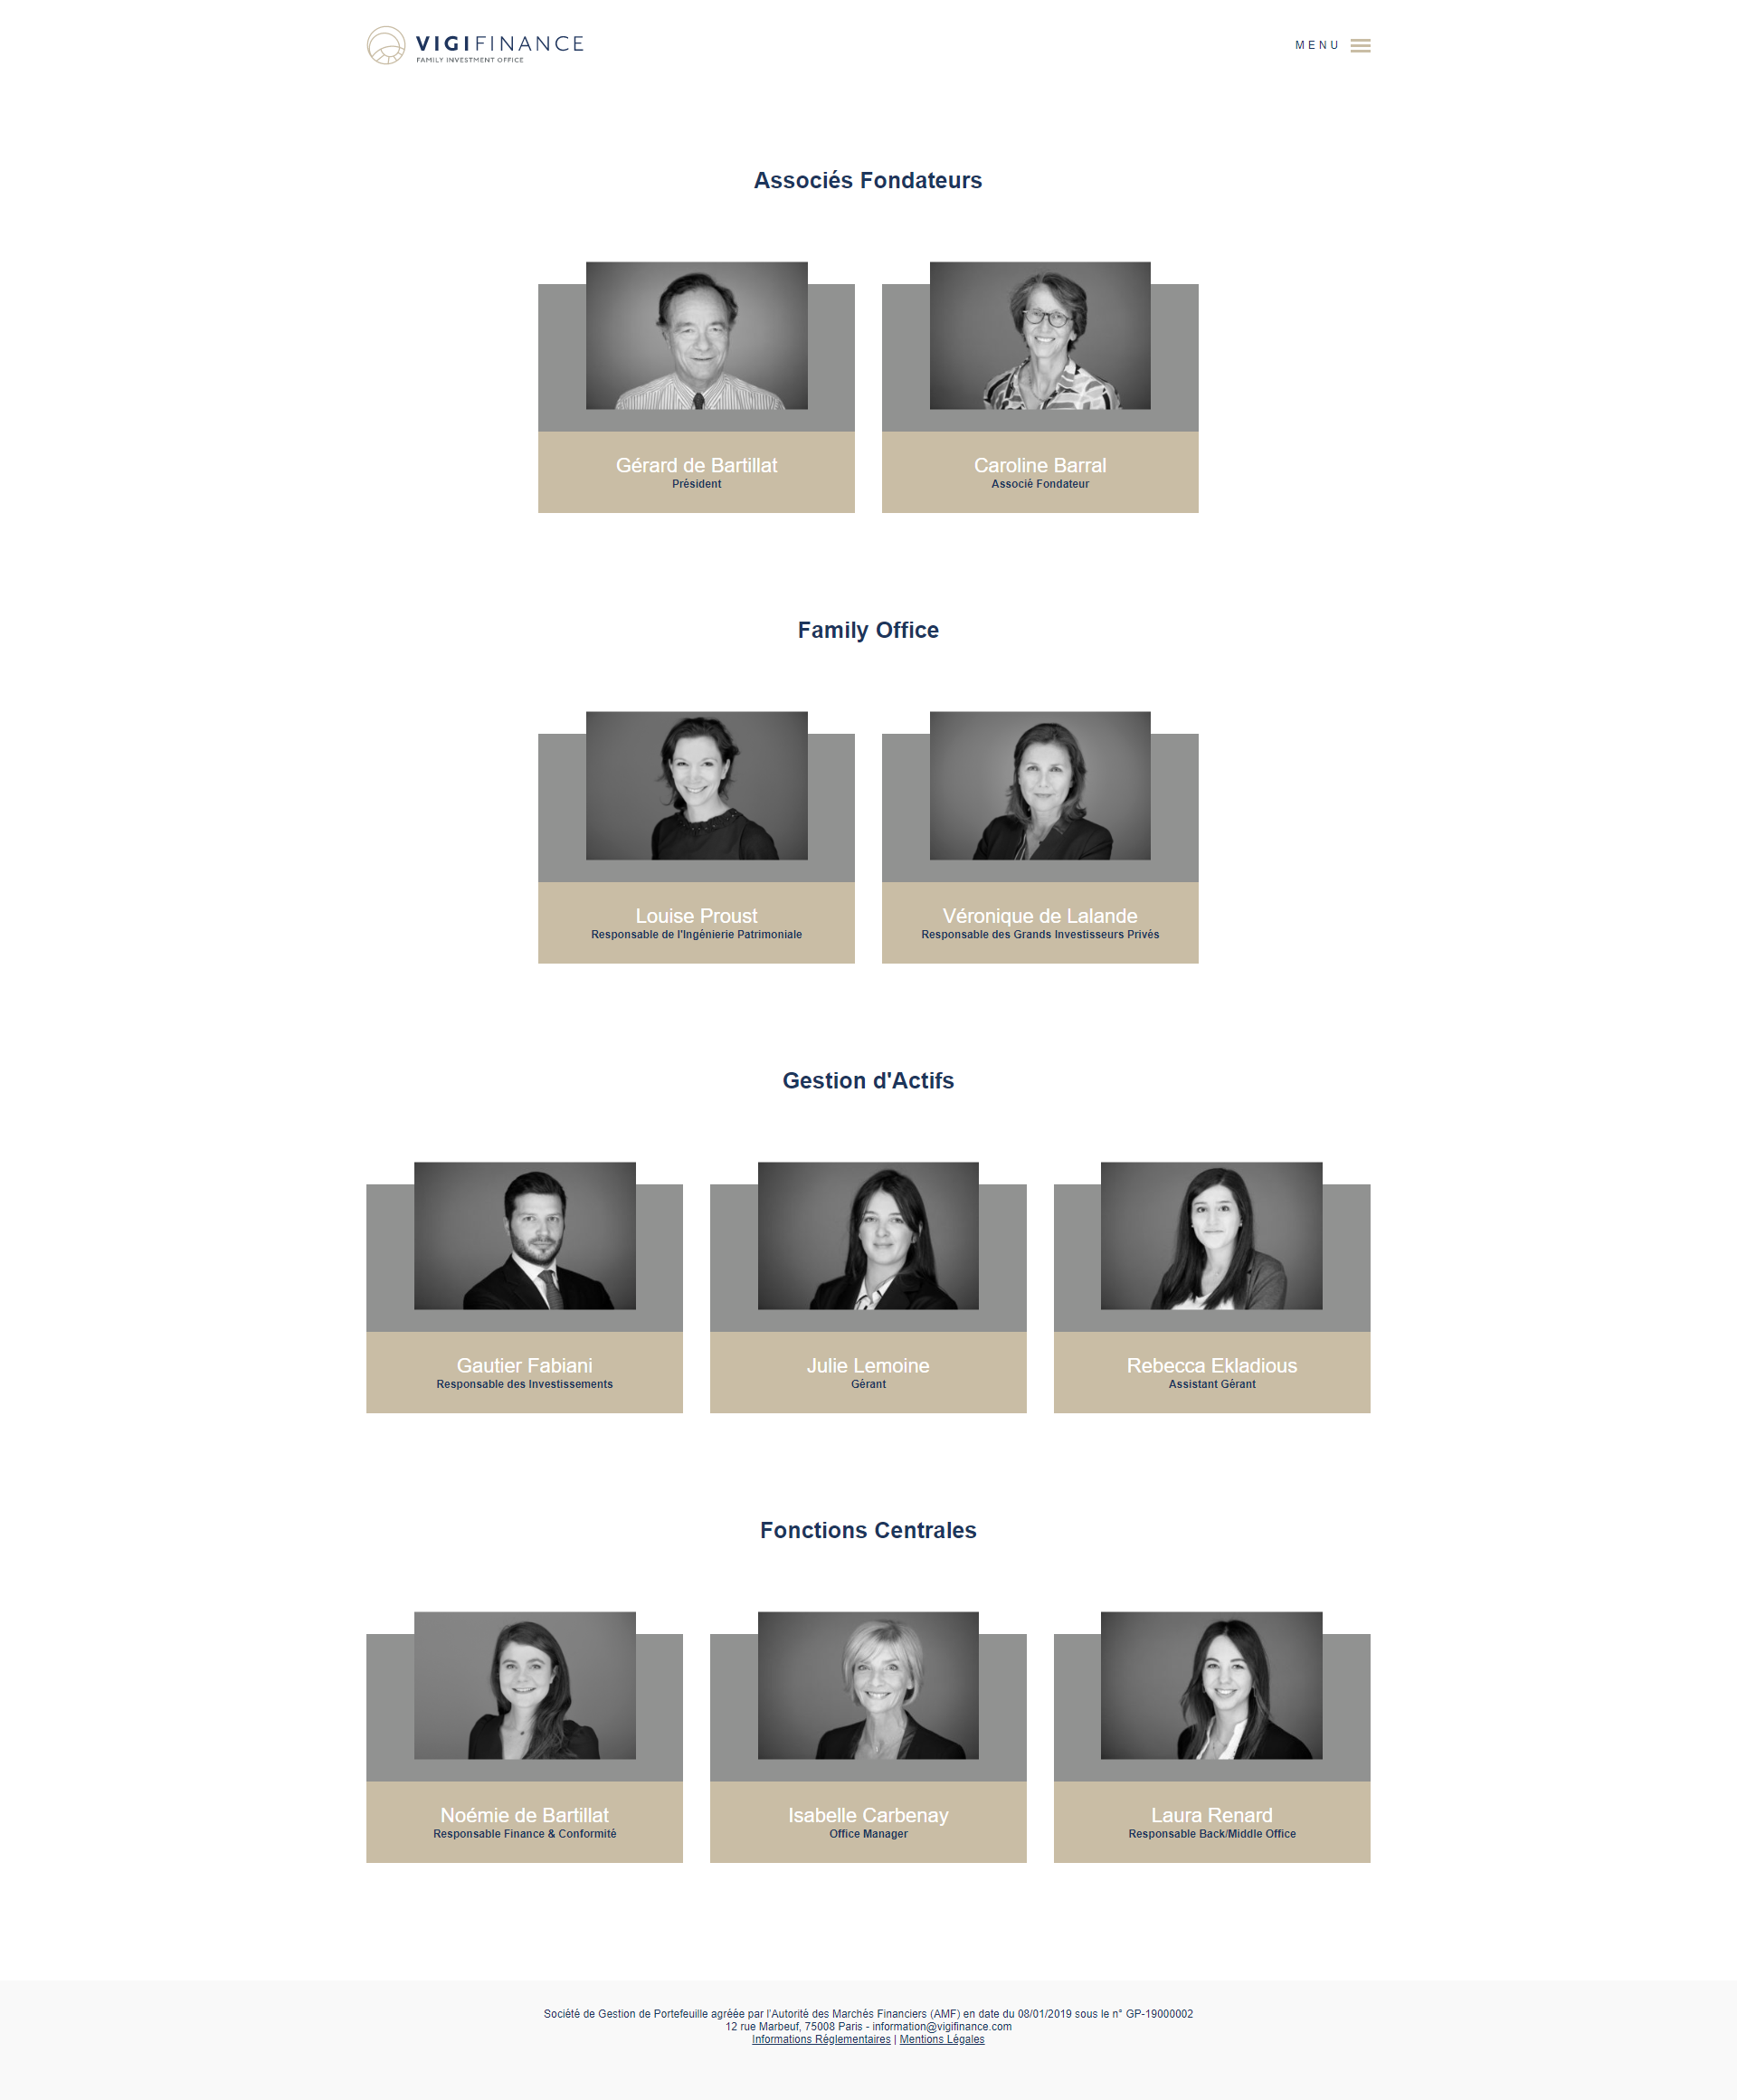 VIGIFINANCE
FAMILY INVESTMENT OFFICE
MENU
Associés Fondateurs
Gérard de Bartillat
Président
Caroline Barral
Associé Fondateur
Family Office
Louise Proust
Responsable de l'Ingénierie Patrimoniale
Véronique de Lalande
Responsable des Grands Investisseurs Privés
Gestion d'Actifs
Gautier Fabiani
Responsable des Investissements
Julie Lemoine
Gérant
Rebecca Ekladious
Assistant Gérant
Fonctions Centrales
Noémie de Bartillat
Responsable Finance & Conformité
Isabelle Carbenay
Office Manager
Laura Renard
Responsable Back/Middle Office
Société de Gestion de Portefeuille agréée par l'Autorité des Marchés Financiers (AMF) en date du 08/01/2019 sous le n° GP-19000002
12 rue Marbeuf, 75008 Paris - information@vigifinance.com
Informations Réglementaires | Mentions Légales